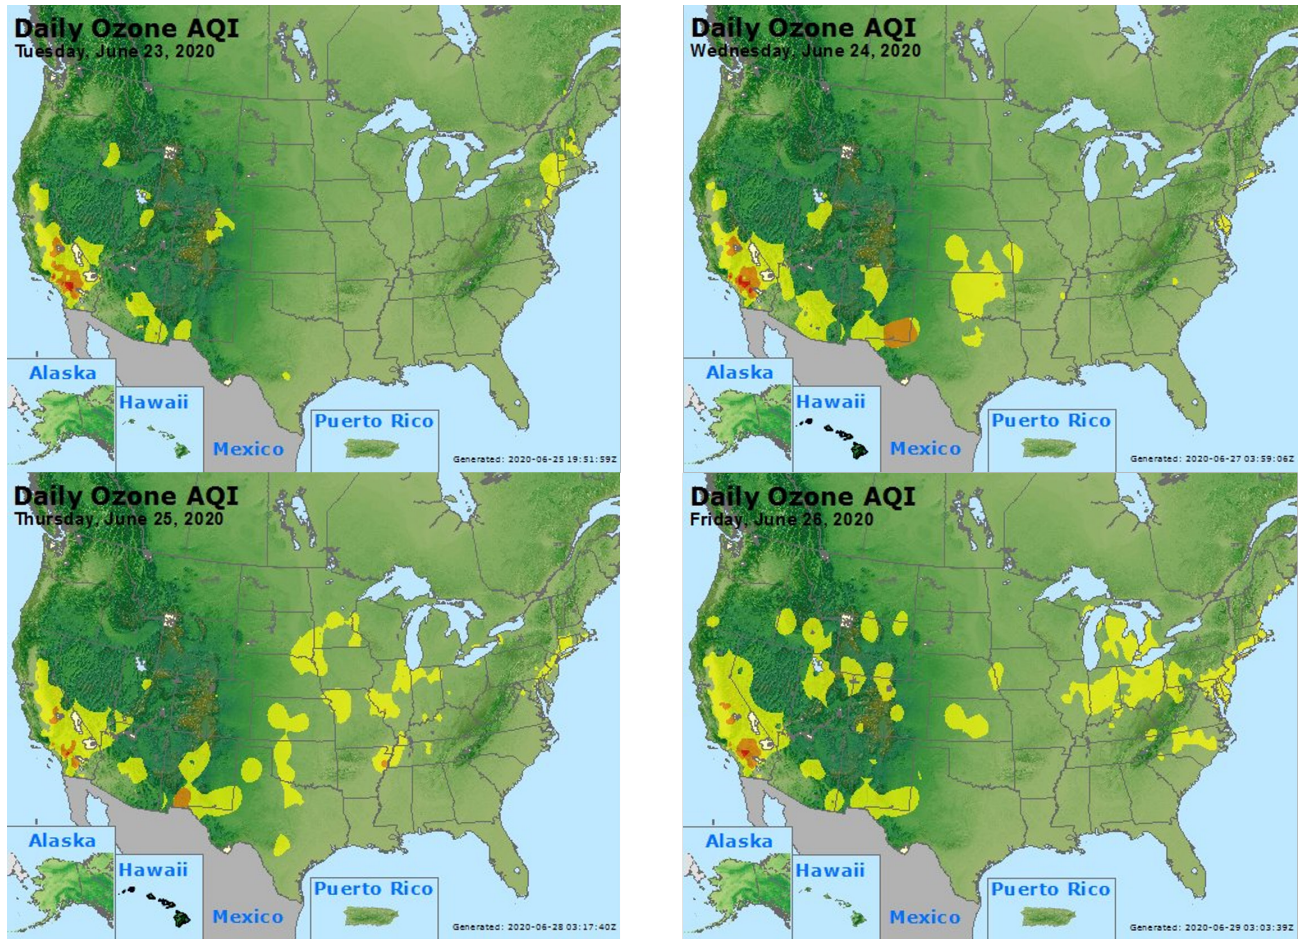 Daily Ozone AQI
Tuesday, June 23, 2020
Alaska
Hawaii
Mexico
Puerto Rico
Generated: 2020-06-25 19:51:59Z
Daily Ozone AQI
Wednesday, June 24, 2020
Alaska
Hawaii
Mexico
Puerto Rico
Generated: 2020-06-27 03:59:06Z
Daily Ozone AQI
Thursday, June 25, 2020
Alaska
Hawaii
Mexico
Puerto Rico
Generated: 2020-06-28 03:17:40Z
Daily Ozone AQI
Friday, June 26, 2020
Alaska
Hawaii
Mexico
Puerto Rico
Generated: 2020-06-29 03:03:39Z